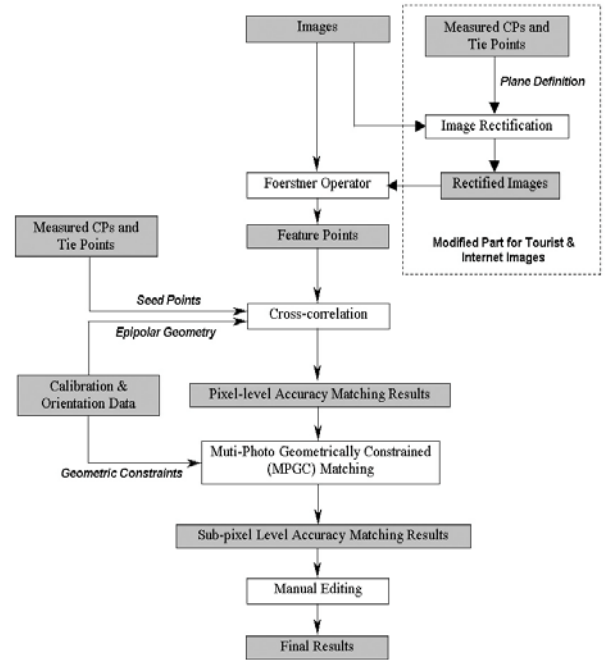 Images
Measured CPs and
Tie Points
Plane Definition
Image Rectification
Foerstner Operator
Rectified Images
Measured CPs and
Tie Points
Feature Points
Modified Part for Tourist &
Internet Images
Seed Points
Cross-correlation
Epipolar Geometry
Calibration &
Orientation Data
Pixel-level Accuracy Matching Results
Muti-Photo Geometrically Constrained
(MPGC) Matching
Geometric Constraints
Sub-pixel Level Accuracy Matching Results
Manual Editing
Final Results